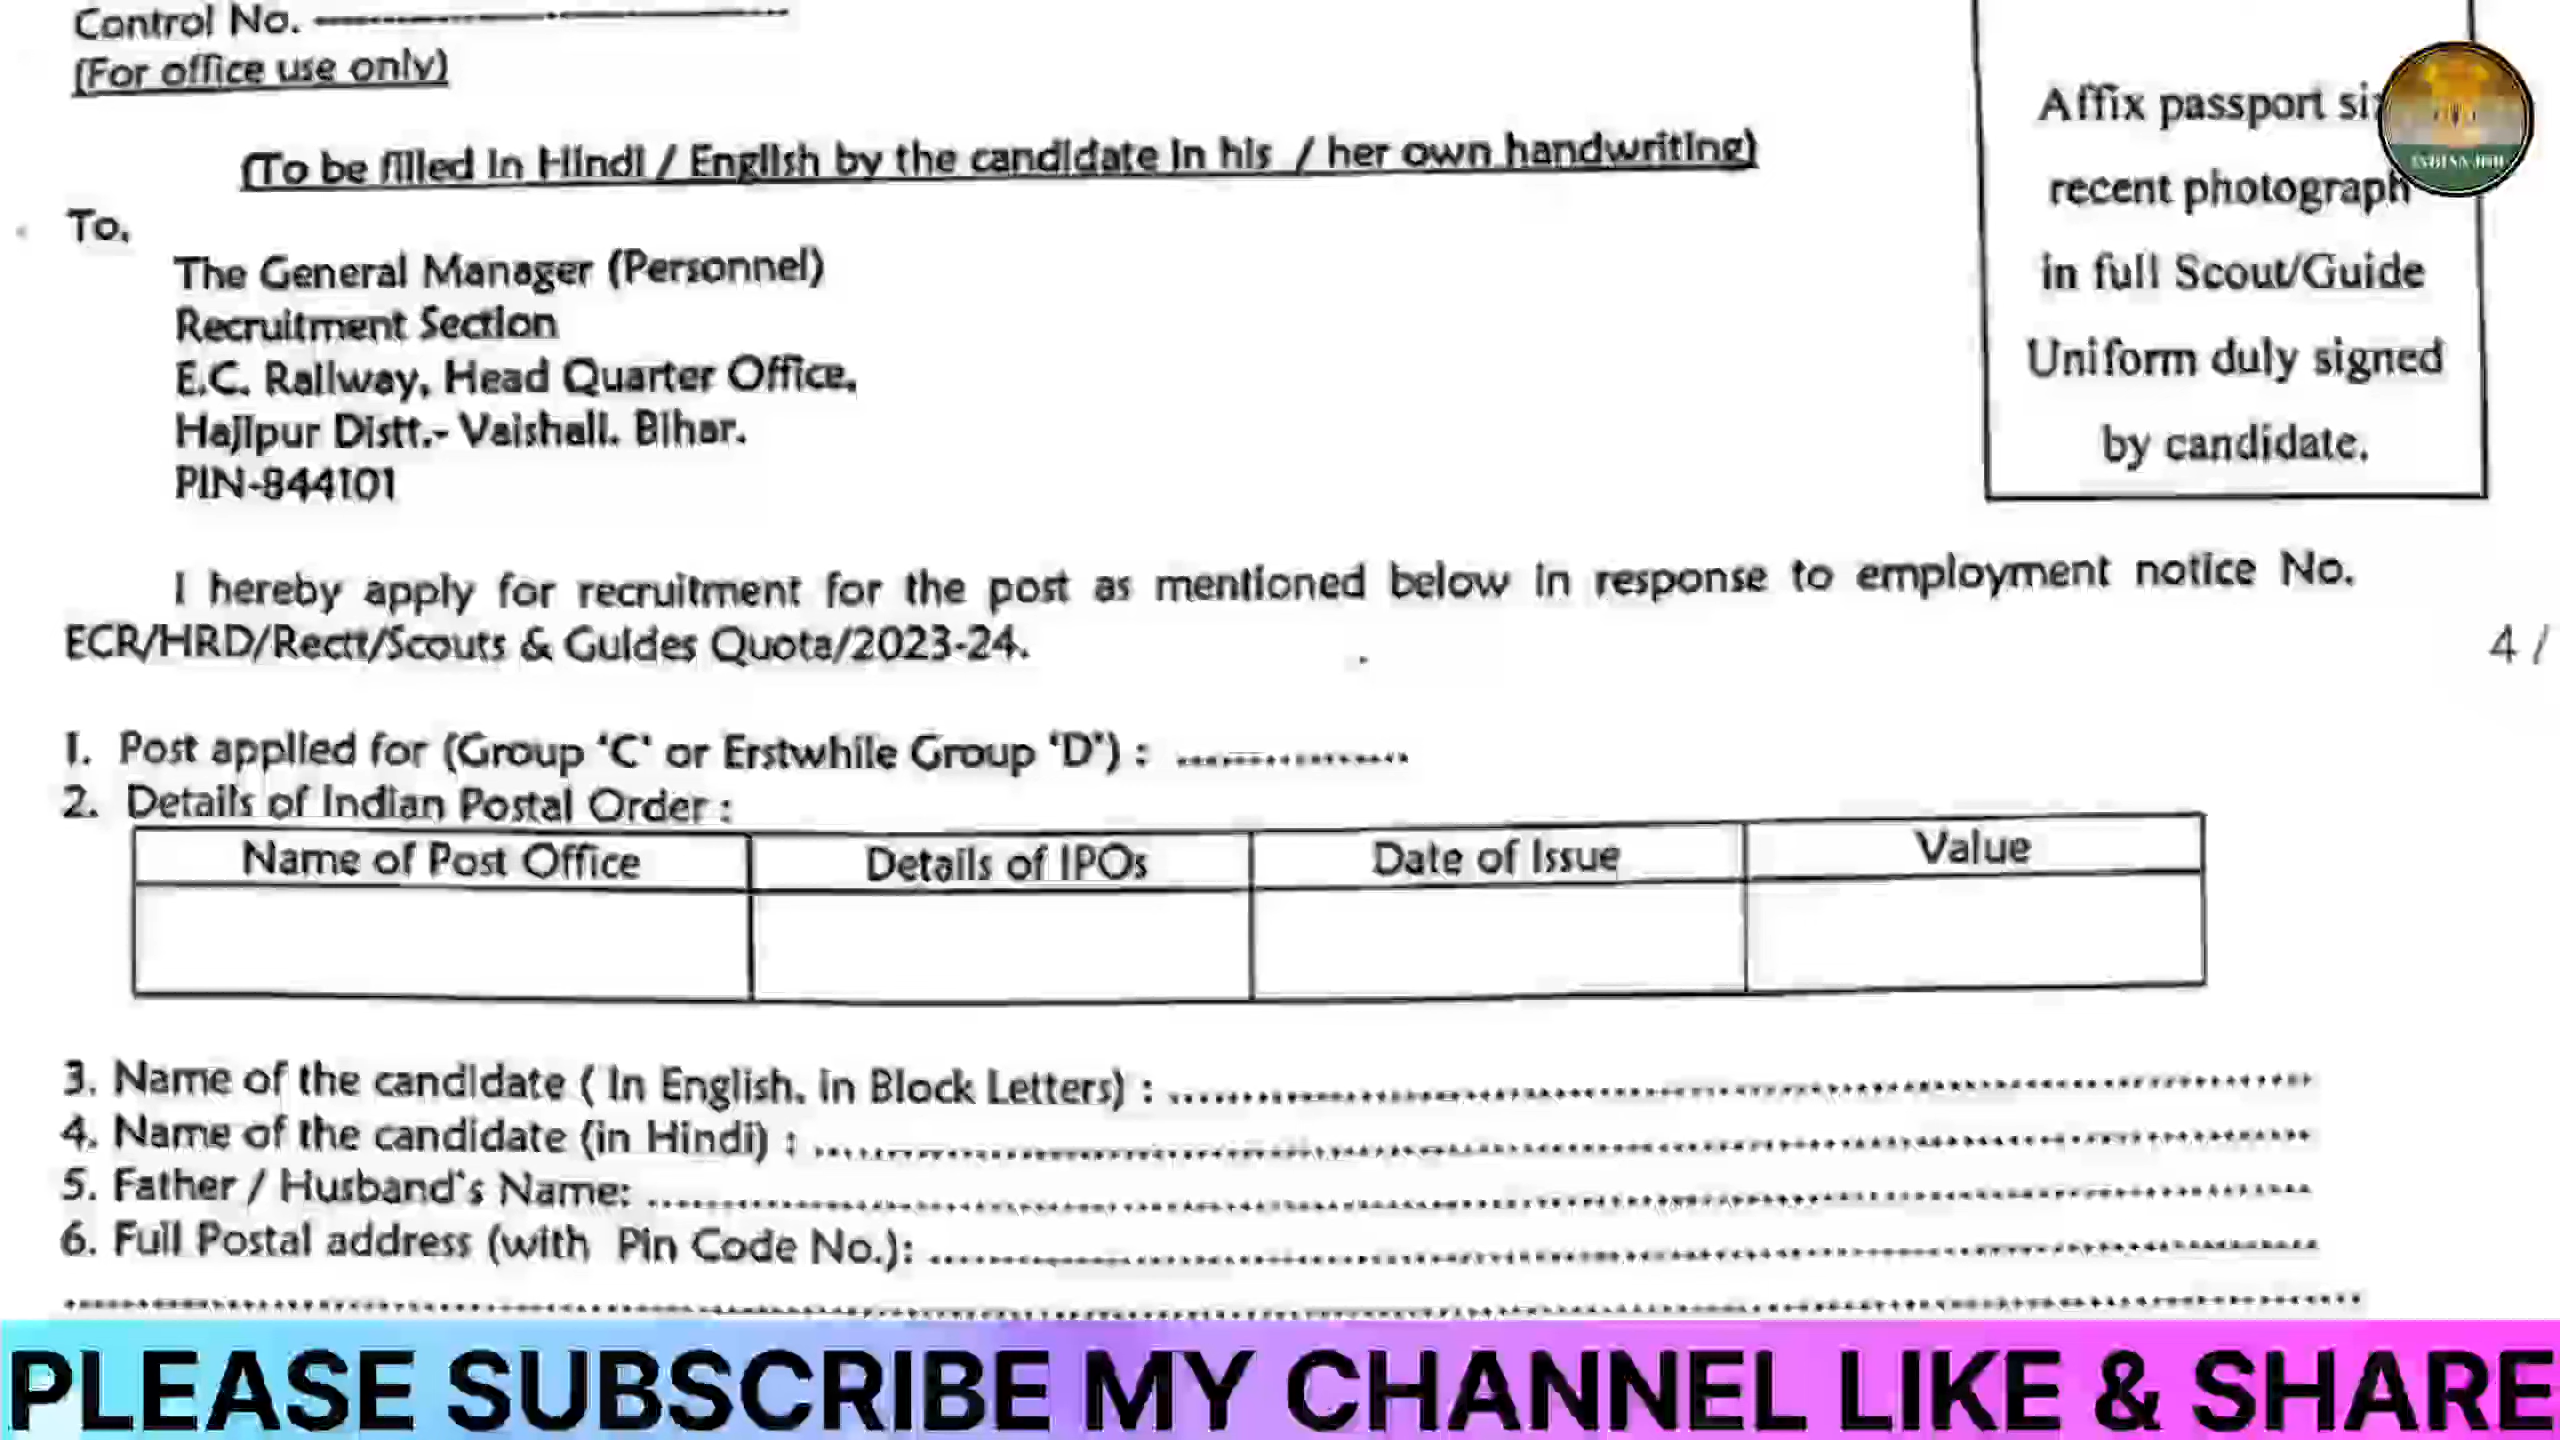 Control No.
(For office use only)
(To be filled in Hindi / English by the candidate in his / her own handwriting)
Affix passport
recent photograph
in full Scout/Guide
Uniform duly signed
by candidate.
To,
The General Manager (Personnel)
Recruitment Section
E.C. Railway, Head Quarter Office,
Hajipur Distt.- Vaishali, Bihar.
PIN-844101
I hereby apply for recruitment for the post as mentioned below in response to employment notice No.
ECR/HRD/Rectt/Scouts & Guides Quota/2023-24.
4 /
1. Post applied for (Group 'C' or Erstwhile Group 'D') : ..................
2. Details of Indian Postal Order :
Name of Post Office Details of IPOs Date of Issue Value
3. Name of the candidate ( In English, in Block Letters) : ..................
4. Name of the candidate (in Hindi) : ..................
5. Father / Husband's Name: ..................
6. Full Postal address (with Pin Code No.): ..................
PLEASE SUBSCRIBE MY CHANNEL LIKE & SHARE